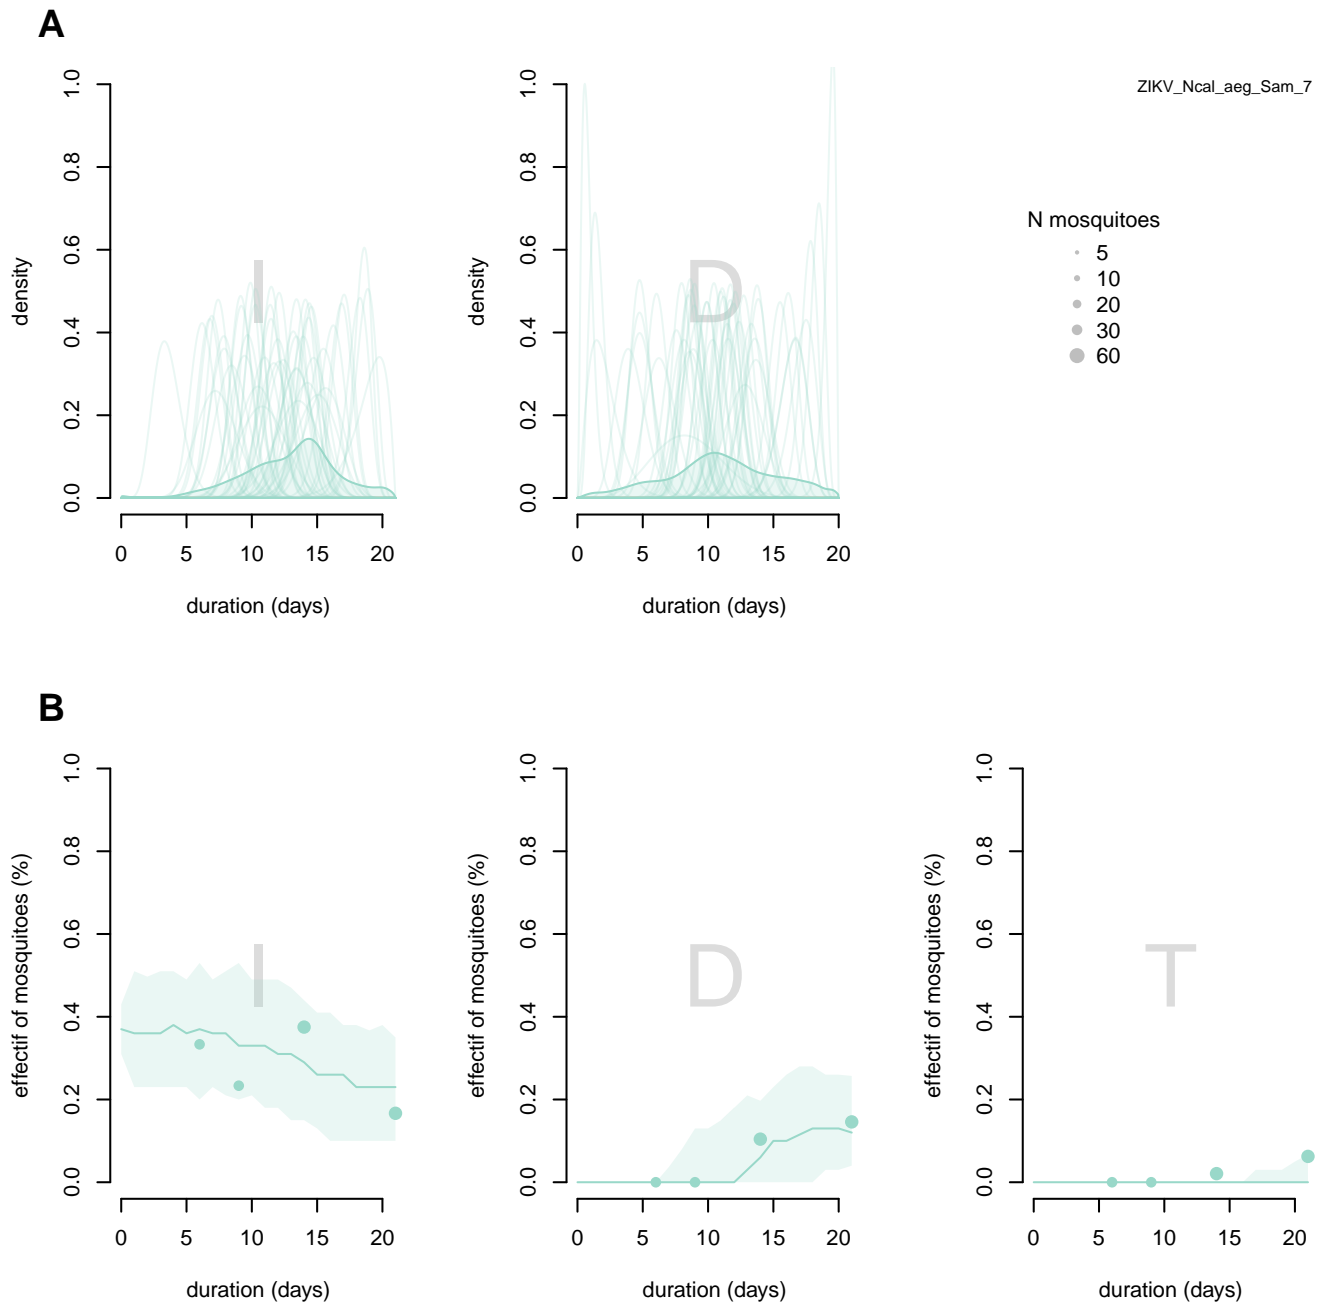 A
ZIKV_Ncal_aeg_Sam_7
density
0.0 0.2 0.4 0.6 0.8 1.0
I
0 5 10 15 20
duration (days)
density
0.0 0.2 0.4 0.6 0.8 1.0
D
0 5 10 15 20
duration (days)
N mosquitoes
5
10
20
30
60
B
effectif of mosquitoes (%)
0.0 0.2 0.4 0.6 0.8 1.0
I
0 5 10 15 20
duration (days)
effectif of mosquitoes (%)
0.0 0.2 0.4 0.6 0.8 1.0
D
0 5 10 15 20
duration (days)
effectif of mosquitoes (%)
0.0 0.2 0.4 0.6 0.8 1.0
T
0 5 10 15 20
duration (days)